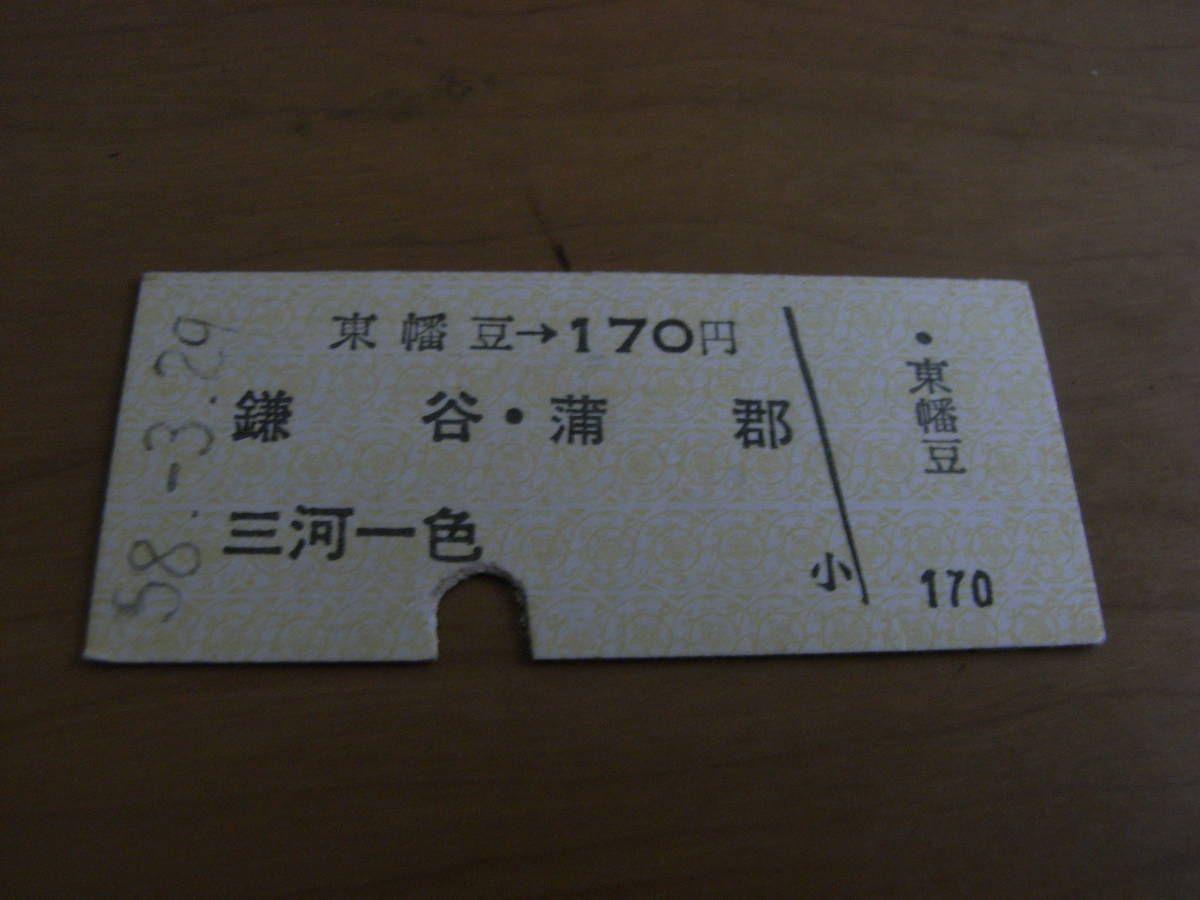 58.-3.29
東幡豆→170円
鎌谷・蒲郡
三河一色
小
・東幡豆
170